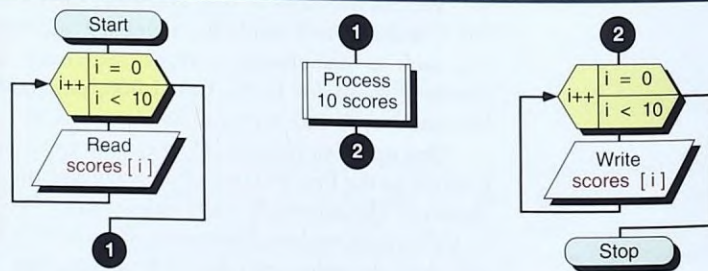 Start
i++
i = 0
i < 10
Read
scores [ i ]
1
1
Process
10 scores
2
2
i++
i = 0
i < 10
Write
scores [ i ]
Stop